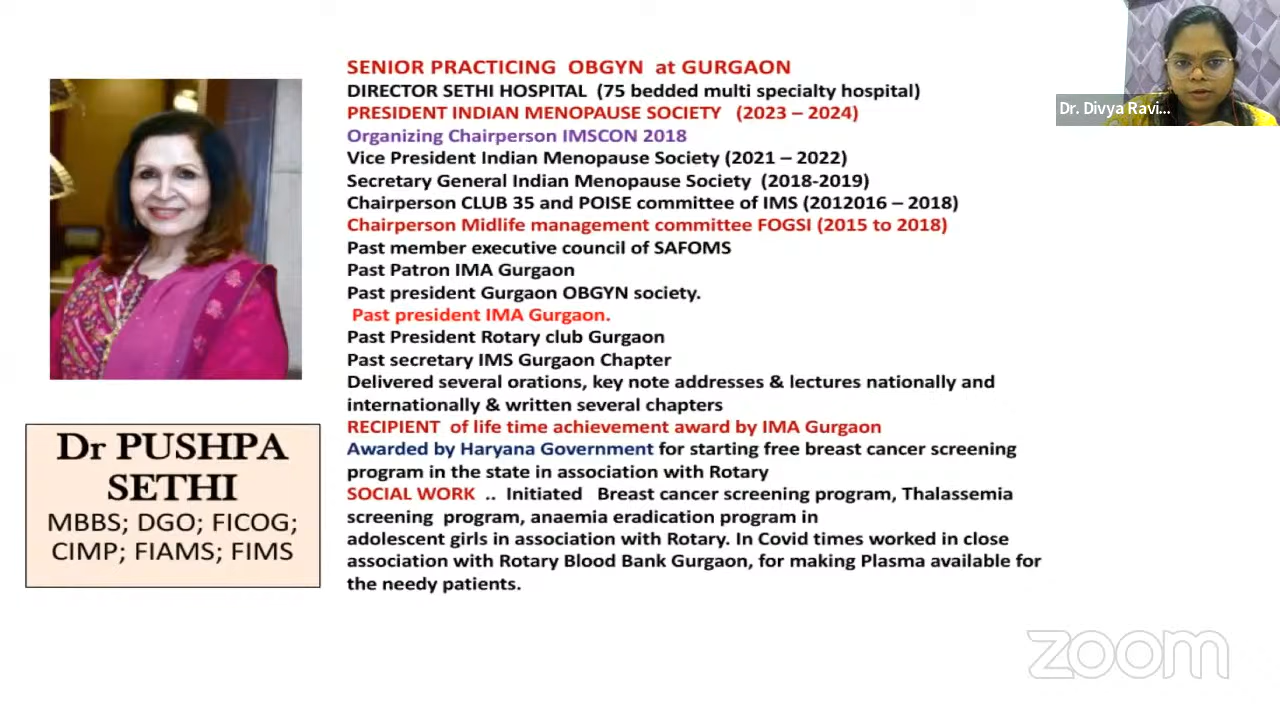 SENIOR PRACTICING OBGYN at GURGAON
DIRECTOR SETHI HOSPITAL (75 bedded multi specialty hospital)
PRESIDENT INDIAN MENOPAUSE SOCIETY (2023 – 2024)
Organizing Chairperson IMSCON 2018
Vice President Indian Menopause Society (2021 – 2022)
Secretary General Indian Menopause Society (2018-2019)
Chairperson CLUB 35 and POISE committee of IMS (2012016 – 2018)
Chairperson Midlife management committee FOGSI (2015 to 2018)
Past member executive council of SAFOMS
Past Patron IMA Gurgaon
Past president Gurgaon OBGYN society.
Past president IMA Gurgaon.
Past President Rotary club Gurgaon
Past secretary IMS Gurgaon Chapter
Delivered several orations, key note addresses & lectures nationally and
internationally & written several chapters
RECIPIENT of life time achievement award by IMA Gurgaon
Awarded by Haryana Government for starting free breast cancer screening
program in the state in association with Rotary
SOCIAL WORK .. Initiated Breast cancer screening program, Thalassemia
screening program, anaemia eradication program in
adolescent girls in association with Rotary. In Covid times worked in close
association with Rotary Blood Bank Gurgaon, for making Plasma available for
the needy patients.
Dr PUSHPA
SETHI
MBBS; DGO; FICOG;
CIMP; FIAMS; FIMS
Dr. Divya Ravi...
zoom